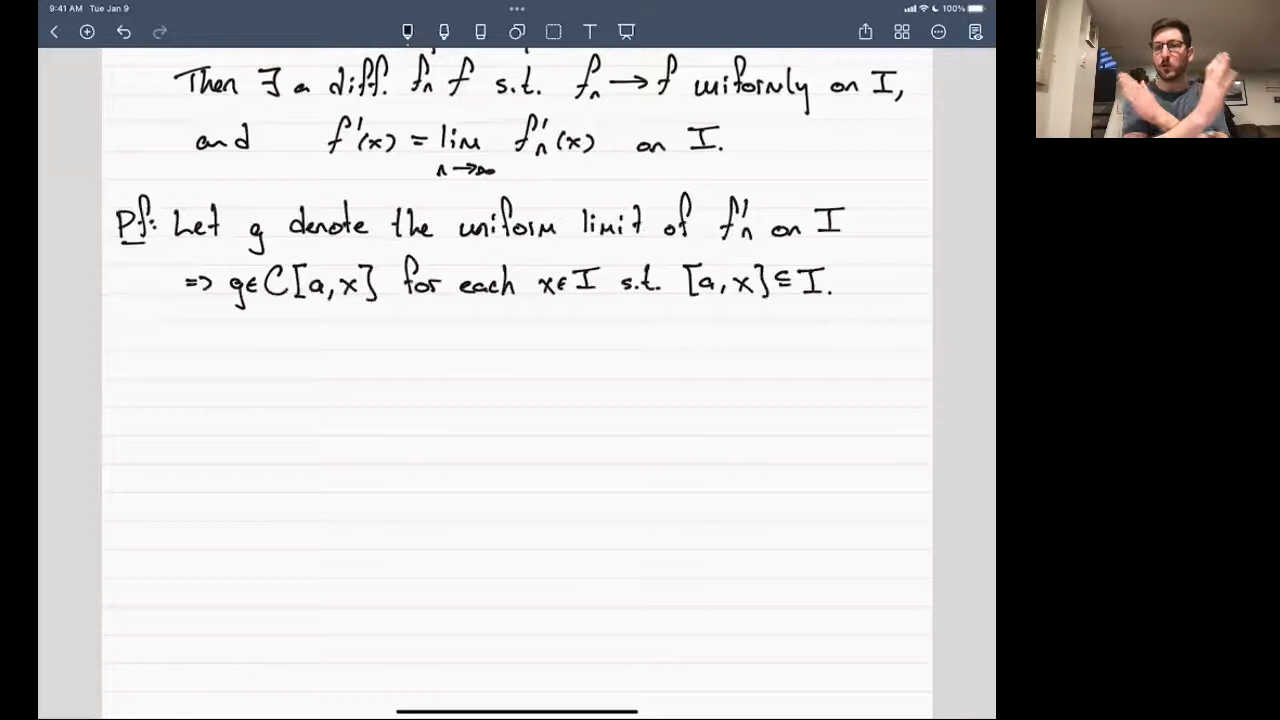 9:41 AM Tue Jan 9
100%
Then ∃ a diff. fn f s.t. fₙ → f uniformly on I,
and f'(x) = lim fₙ'(x) on I.
n→∞
Pf: Let g denote the uniform limit of fₙ' on I
⇒ g∈C[a,x] for each x∈I s.t. [a,x]⊆I.